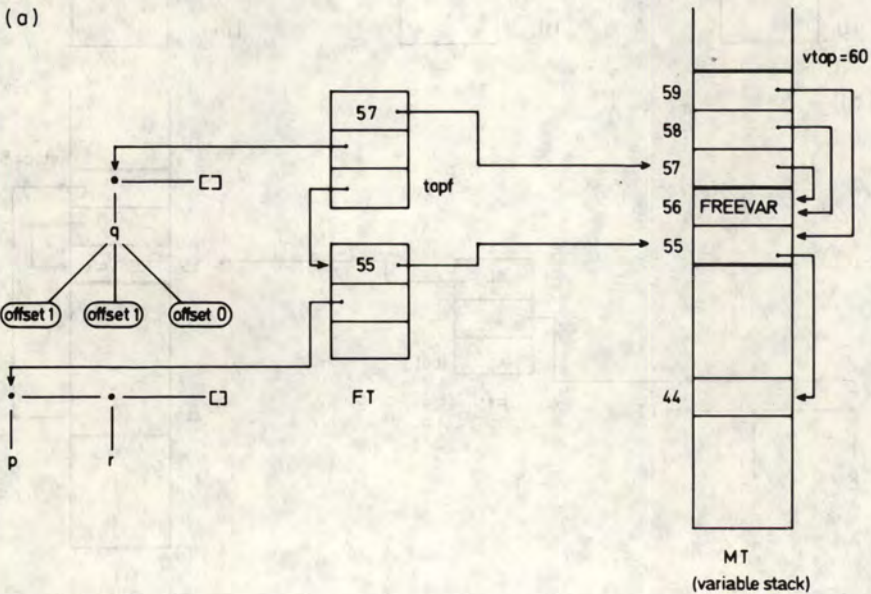 (a)
vtop=60
57
59
58
57
[ ]
topf
56 FREEVAR
q
55
55
offset 1 offset 1 offset 0
[ ]
FT
44
p r
MT
(variable stack)